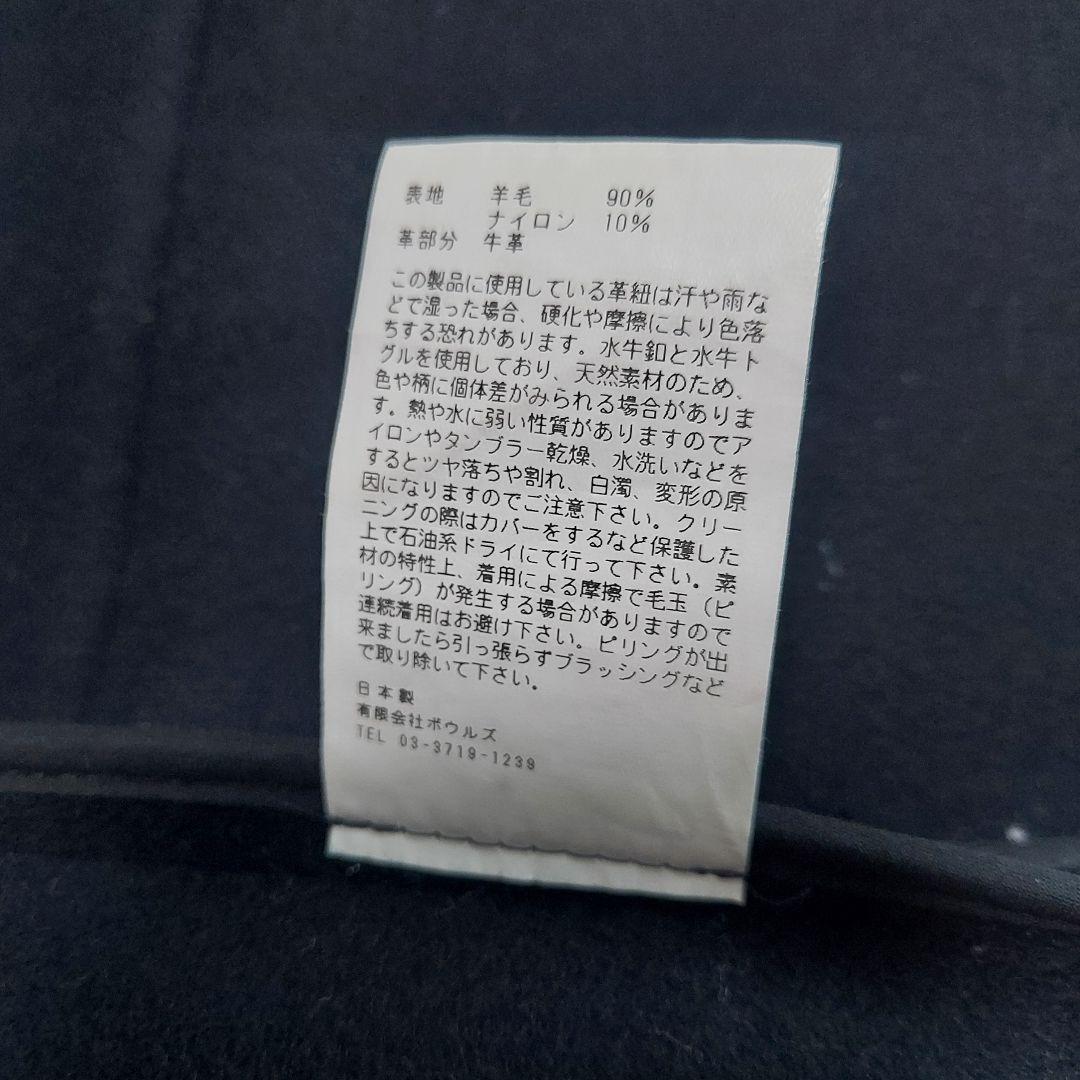 表地 羊毛 90%
ナイロン 10%
革部分 牛革
この製品に使用している革紐は汗や雨な
どで湿った場合、硬化や摩擦により色落
ちする恐れがあります。水牛釦と水牛ト
グルを使用しており、天然素材のため、
色や柄に個体差がみられる場合がありま
す。熱や水に弱い性質がありますのでア
イロンやタンブラー乾燥、水洗いなどを
するとツヤ落ちや割れ、白濁、変形の原
因になりますのでご注意下さい。クリー
ニングの際はカバーをするなど保護した
上で石油系ドライにて行って下さい。素
材の特性上、着用による摩擦で毛玉（ピ
リング）が発生する場合がありますので
連続着用はお避け下さい。ピリングが出
来ましたら引っ張らずブラッシングなど
で取り除いて下さい。
日本製
有限会社ボウルズ
TEL 03-3719-1239